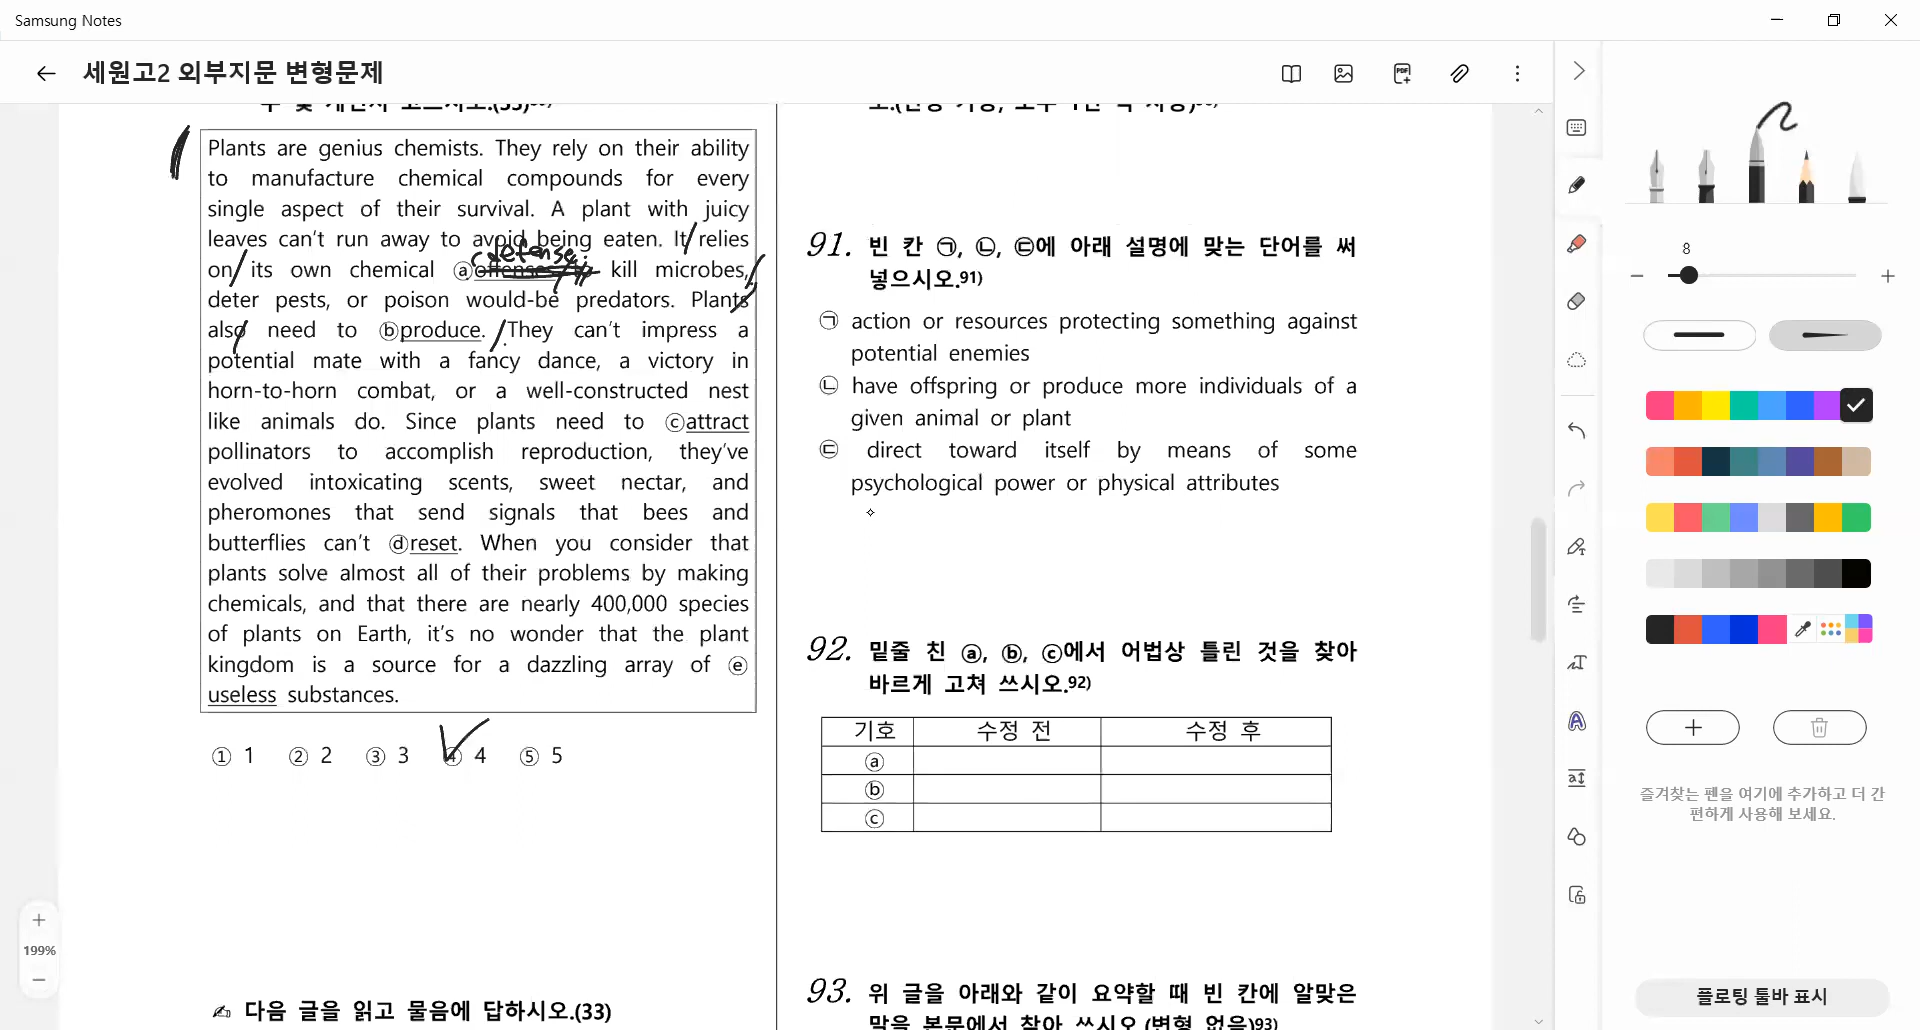 Samsung Notes
세원고2 외부지문 변형문제
Plants are genius chemists. They rely on their ability
to manufacture chemical compounds for every
single aspect of their survival. A plant with juicy
leaves can't run away to avoid being eaten. It relies
defense
on its own chemical ⓐoffenses to kill microbes,
deter pests, or poison would-be predators. Plants
also need to ⓑproduce. They can't impress a
potential mate with a fancy dance, a victory in
horn-to-horn combat, or a well-constructed nest
like animals do. Since plants need to ⓒattract
pollinators to accomplish reproduction, they've
evolved intoxicating scents, sweet nectar, and
pheromones that send signals that bees and
butterflies can't ⓓreset. When you consider that
plants solve almost all of their problems by making
chemicals, and that there are nearly 400,000 species
of plants on Earth, it's no wonder that the plant
kingdom is a source for a dazzling array of ⓔ
useless substances.
① 1 ② 2 ③ 3 ④ 4 ⑤ 5
✍ 다음 글을 읽고 물음에 답하시오.(33)
91. 빈 칸 ㉠, ㉡, ㉢에 아래 설명에 맞는 단어를 써
넣으시오.91)
㉠ action or resources protecting something against
potential enemies
㉡ have offspring or produce more individuals of a
given animal or plant
㉢ direct toward itself by means of some
psychological power or physical attributes
92. 밑줄 친 ⓐ, ⓑ, ⓒ에서 어법상 틀린 것을 찾아
바르게 고쳐 쓰시오.92)
기호 수정 전 수정 후
ⓐ
ⓑ
ⓒ
93. 위 글을 아래와 같이 요약할 때 빈 칸에 알맞은
말을 본문에서 찾아 쓰시오.(변형 없음)93)
8
즐겨찾는 펜을 여기에 추가하고 더 간
편하게 사용해 보세요.
플로팅 툴바 표시
199%